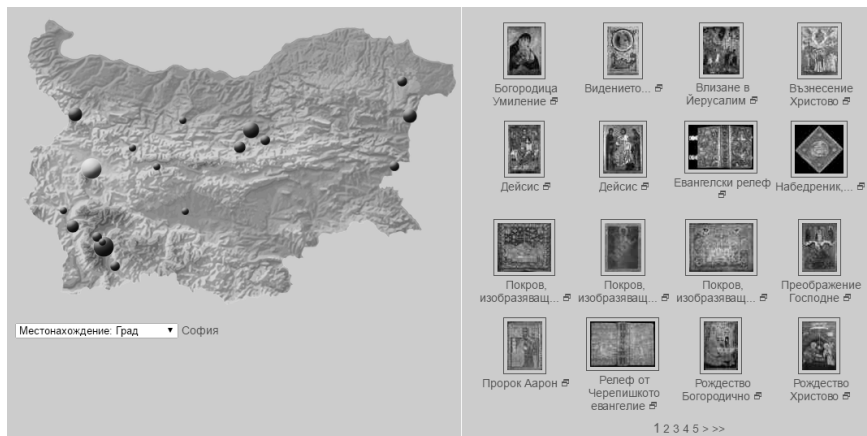 Местонахождение: Град
София
Богородица
Умиление
Видението...
Влизане в
Йерусалим
Възнесение
Христово
Дейсис
Дейсис
Евангелски релеф
Набедреник,...
Покров,
изобразяващ...
Покров,
изобразяващ...
Покров,
изобразяващ...
Преображение
Господне
Пророк Аарон
Релеф от
Черепишкото
евангелие
Рождество
Богородично
Рождество
Христово
1 2 3 4 5 > >>